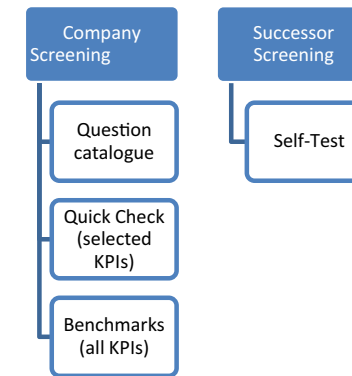 Company
Screening
Question
catalogue
Quick Check
(selected
KPIs)
Benchmarks
(all KPIs)
Successor
Screening
Self-Test